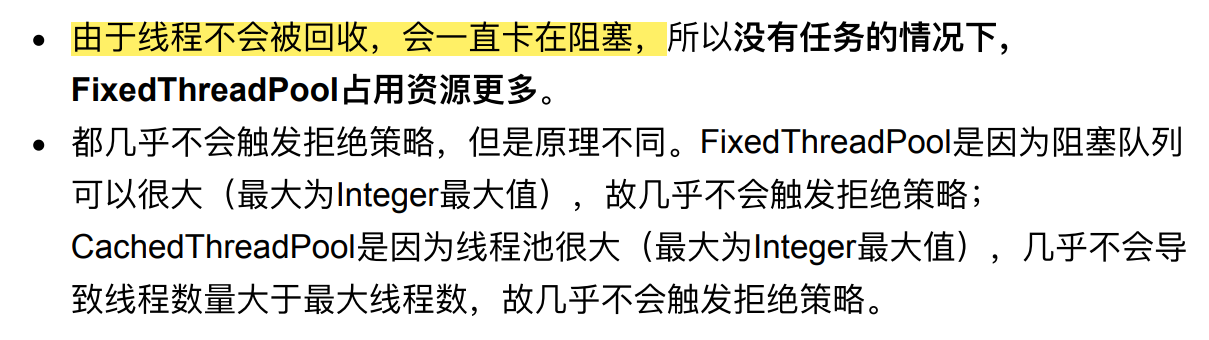 • 由于线程不会被回收，会一直卡在阻塞，所以没有任务的情况下，
FixedThreadPool占用资源更多。
• 都几乎不会触发拒绝策略，但是原理不同。FixedThreadPool是因为阻塞队列
可以很大（最大为Integer最大值），故几乎不会触发拒绝策略；
CachedThreadPool是因为线程池很大（最大为Integer最大值），几乎不会导
致线程数量大于最大线程数，故几乎不会触发拒绝策略。